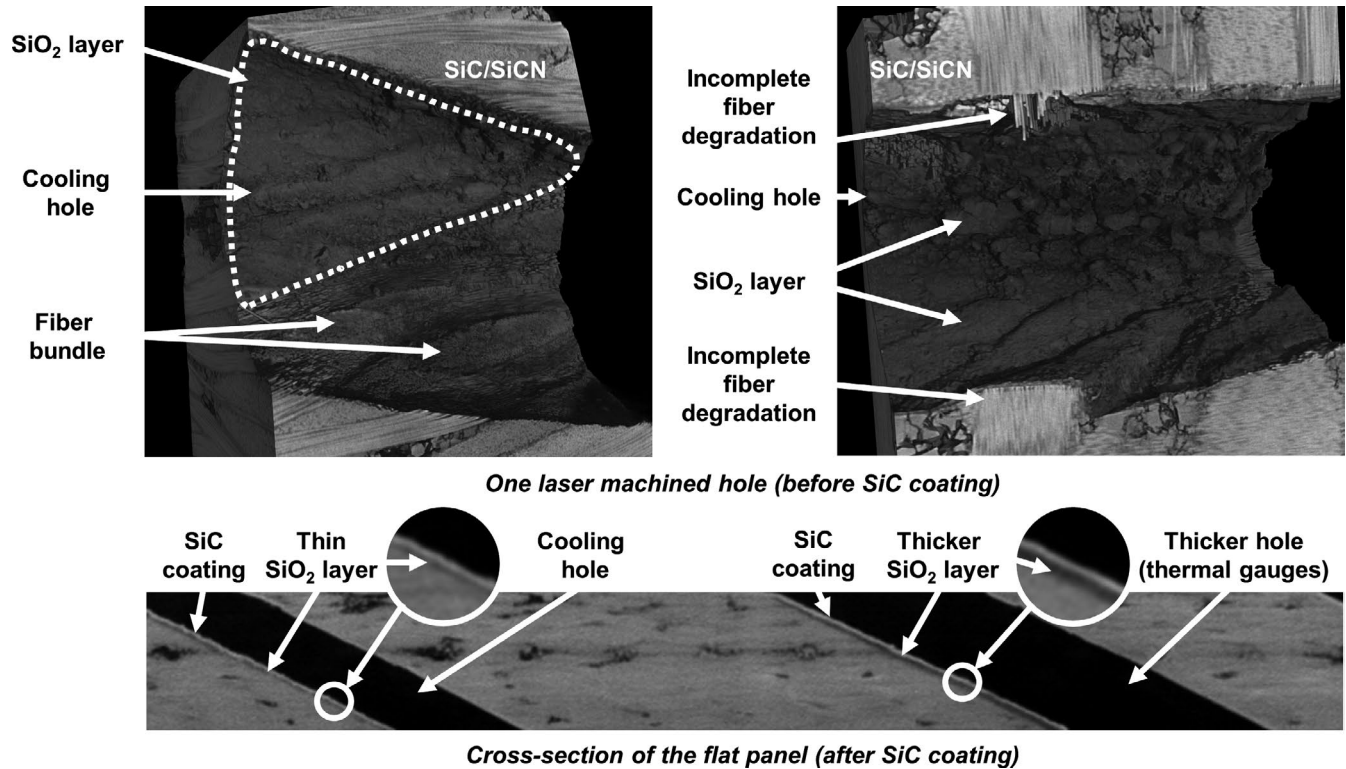 SiO₂ layer
Cooling
hole
Fiber
bundle
SiC/SiCN
Incomplete
fiber
degradation
Cooling hole
SiO₂ layer
Incomplete
fiber
degradation
SiC/SiCN
One laser machined hole (before SiC coating)
SiC
coating
Thin
SiO₂ layer
Cooling
hole
SiC
coating
Thicker
SiO₂ layer
Thicker hole
(thermal gauges)
Cross-section of the flat panel (after SiC coating)